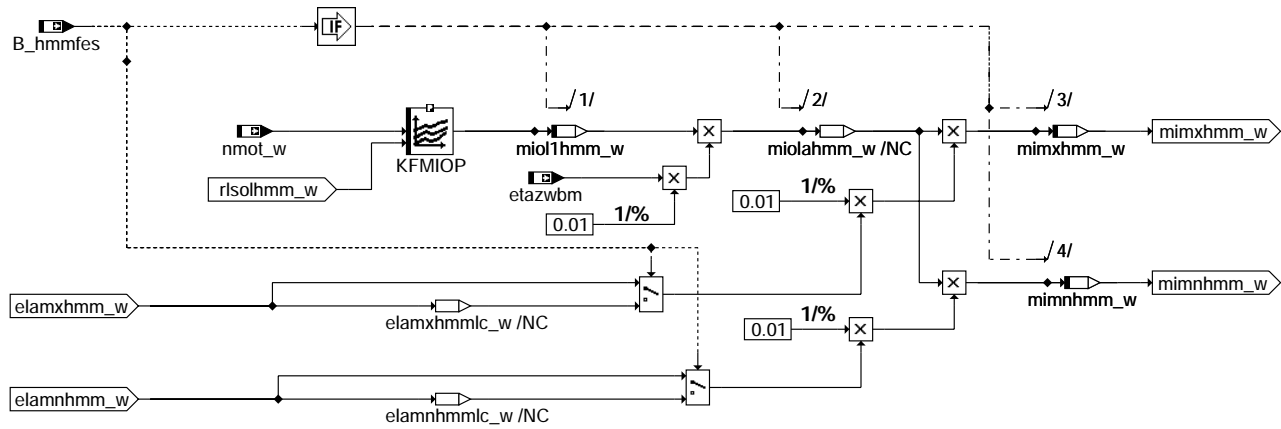 B_hmmfes
IF
1/
2/
3/
nmot_w
KFMIOP
miol1hmm_w
miolahmm_w /NC
mimxhmm_w
mimxhmm_w
rlsolhmm_w
etazwbm
0.01
1/%
0.01
1/%
4/
elamxhmm_w
elamxhmmlc_w /NC
mimnhmm_w
mimnhmm_w
0.01
1/%
elamnhmm_w
elamnhmmlc_w /NC